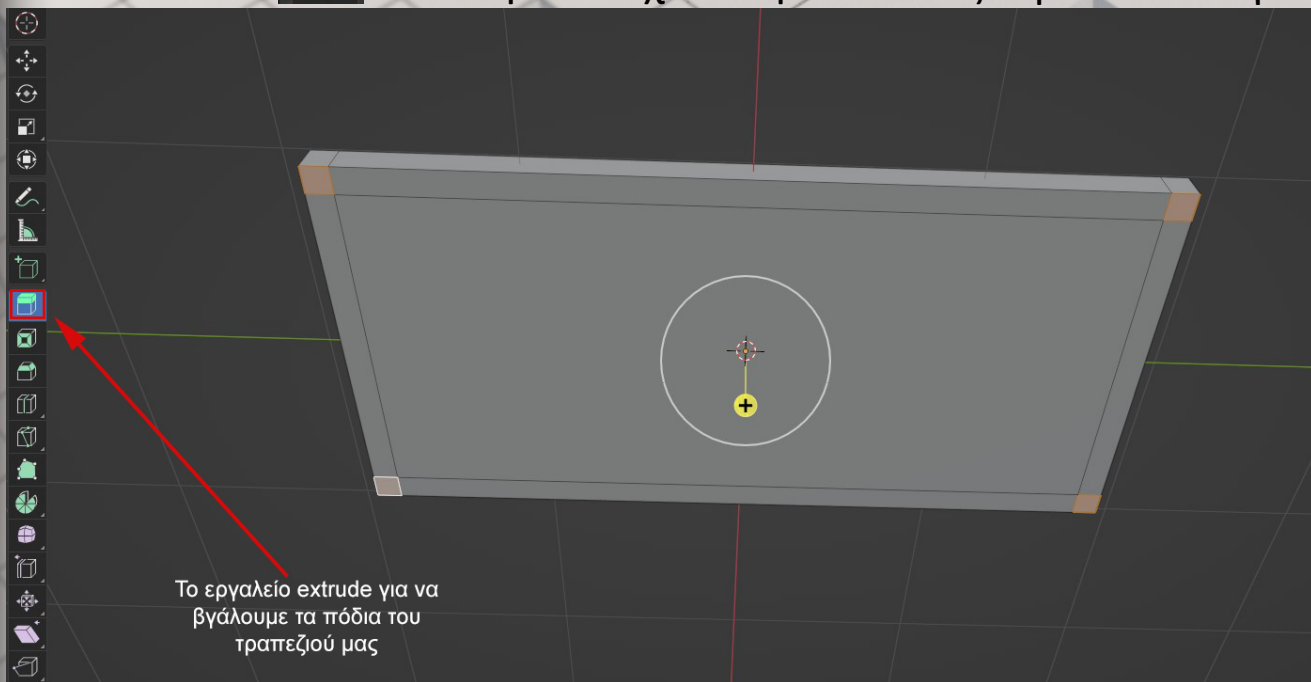 Το εργαλείο extrude για να
βγάλουμε τα πόδια του
τραπεζιού μας